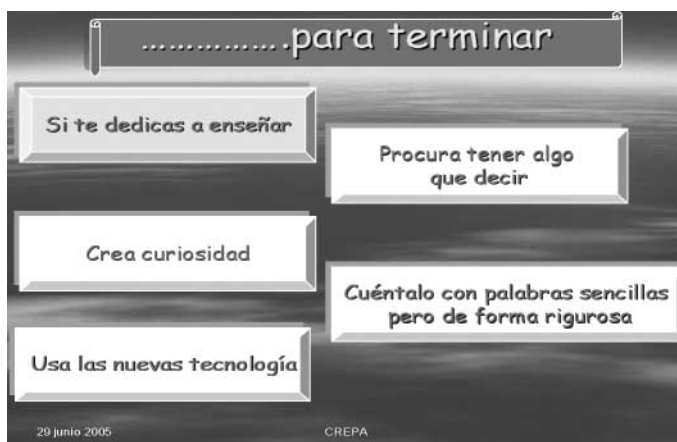 ...............para terminar
Si te dedicas a enseñar
Procura tener algo
que decir
Crea curiosidad
Cuéntalo con palabras sencillas
pero de forma rigurosa
Usa las nuevas tecnología
29 junio 2005
CREPA